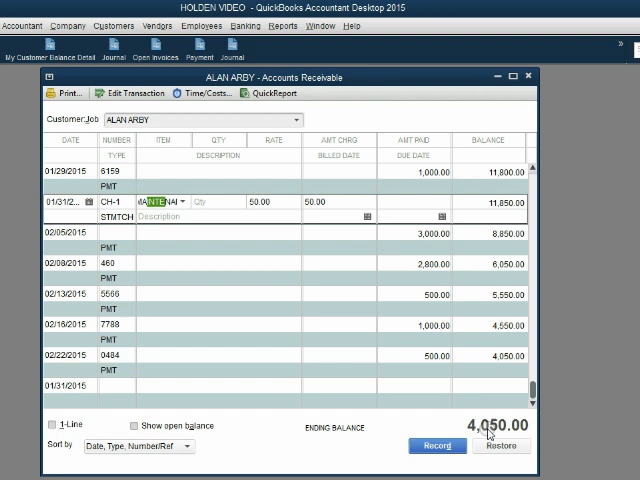 HOLDEN VIDEO - QuickBooks Accountant Desktop 2015
Accountant Company Customers Vendors Employees Banking Reports Window Help
My Customer Balance Detail Journal Open Invoices Payment Journal »
ALAN ARBY - Accounts Receivable
Print... Edit Transaction Time/Costs... QuickReport
Customer:Job ALAN ARBY
DATE NUMBER ITEM QTY RATE AMT CHRG AMT PAID BALANCE
TYPE DESCRIPTION BILLED DATE DUE DATE
01/29/2015 6159 1,000.00 11,800.00
PMT
01/31/2... CH-1 MAINTENAI Qty 50.00 50.00 11,850.00
STMTCH Description
02/05/2015 3,000.00 8,850.00
PMT
02/08/2015 460 2,800.00 6,050.00
PMT
02/13/2015 5566 500.00 5,550.00
PMT
02/16/2015 7788 1,000.00 4,550.00
PMT
02/22/2015 0484 500.00 4,050.00
PMT
01/31/2015
1-Line Show open balance ENDING BALANCE 4,050.00
Sort by Date, Type, Number/Ref Record Restore